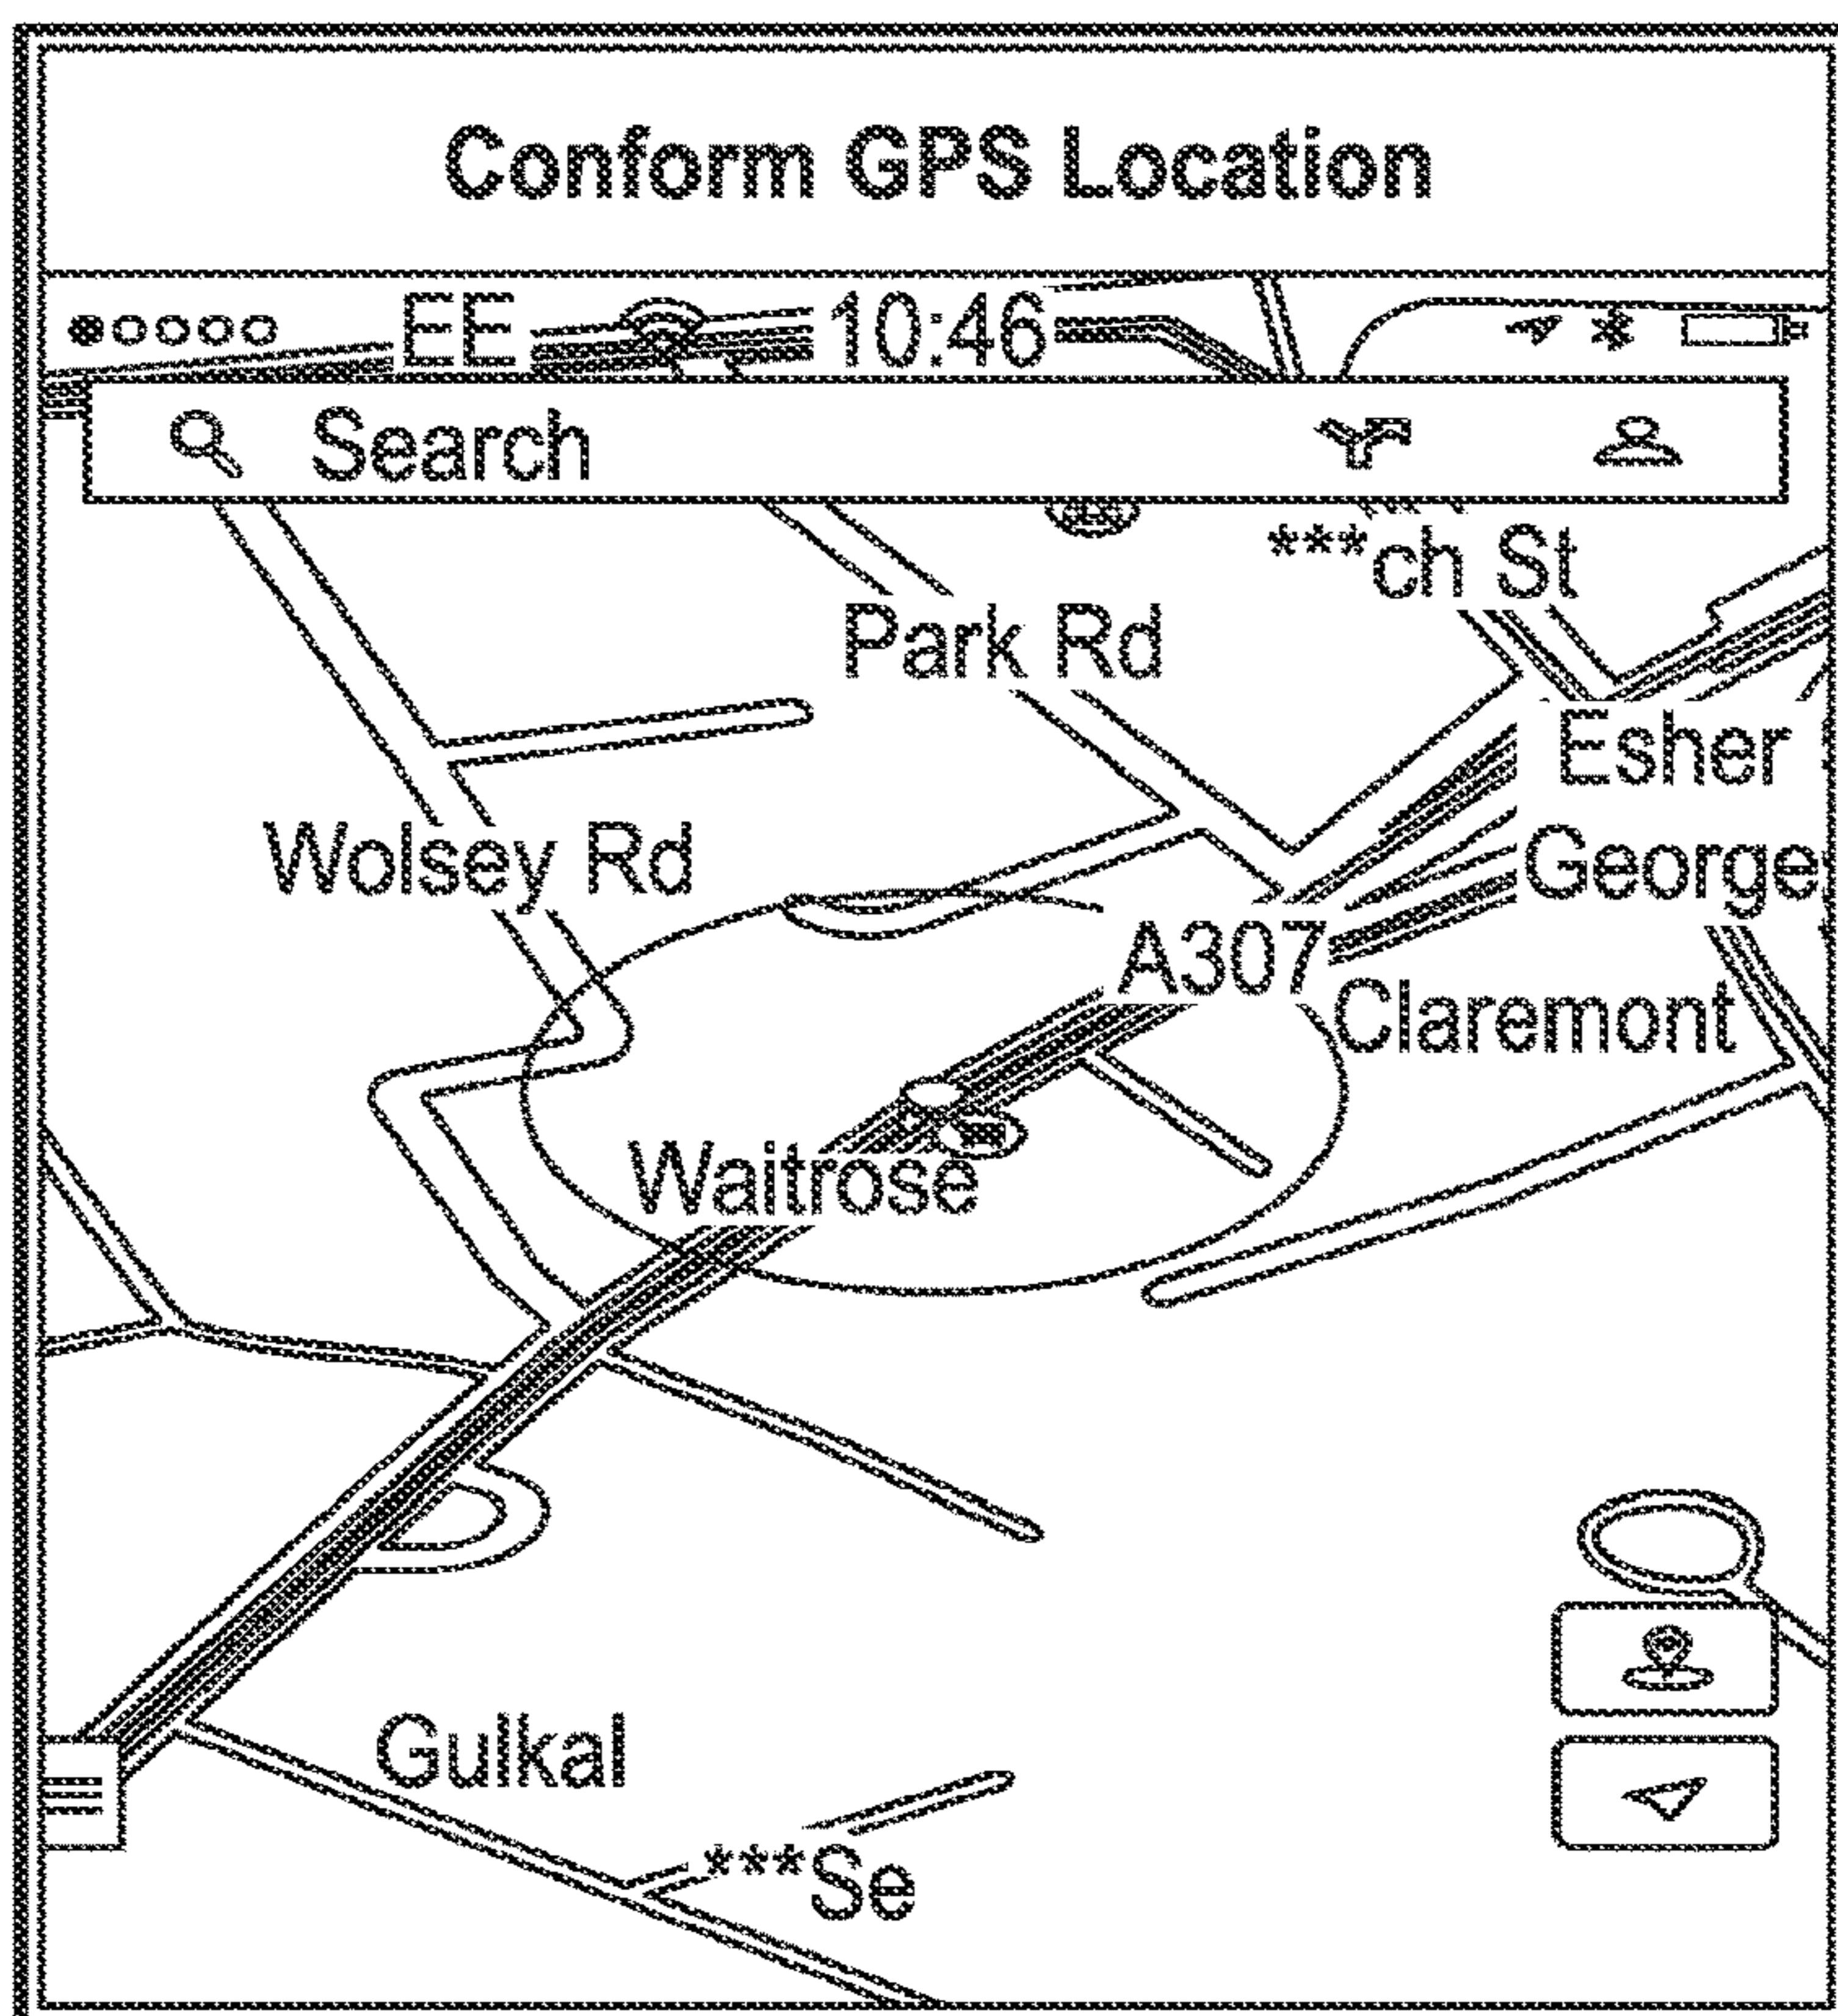 Conform GPS Location
EE 10:46
Search
***ch St
Park Rd
Esher
Wolsey Rd
George
A307
Claremont
Waitrose
Gulkal
***Se